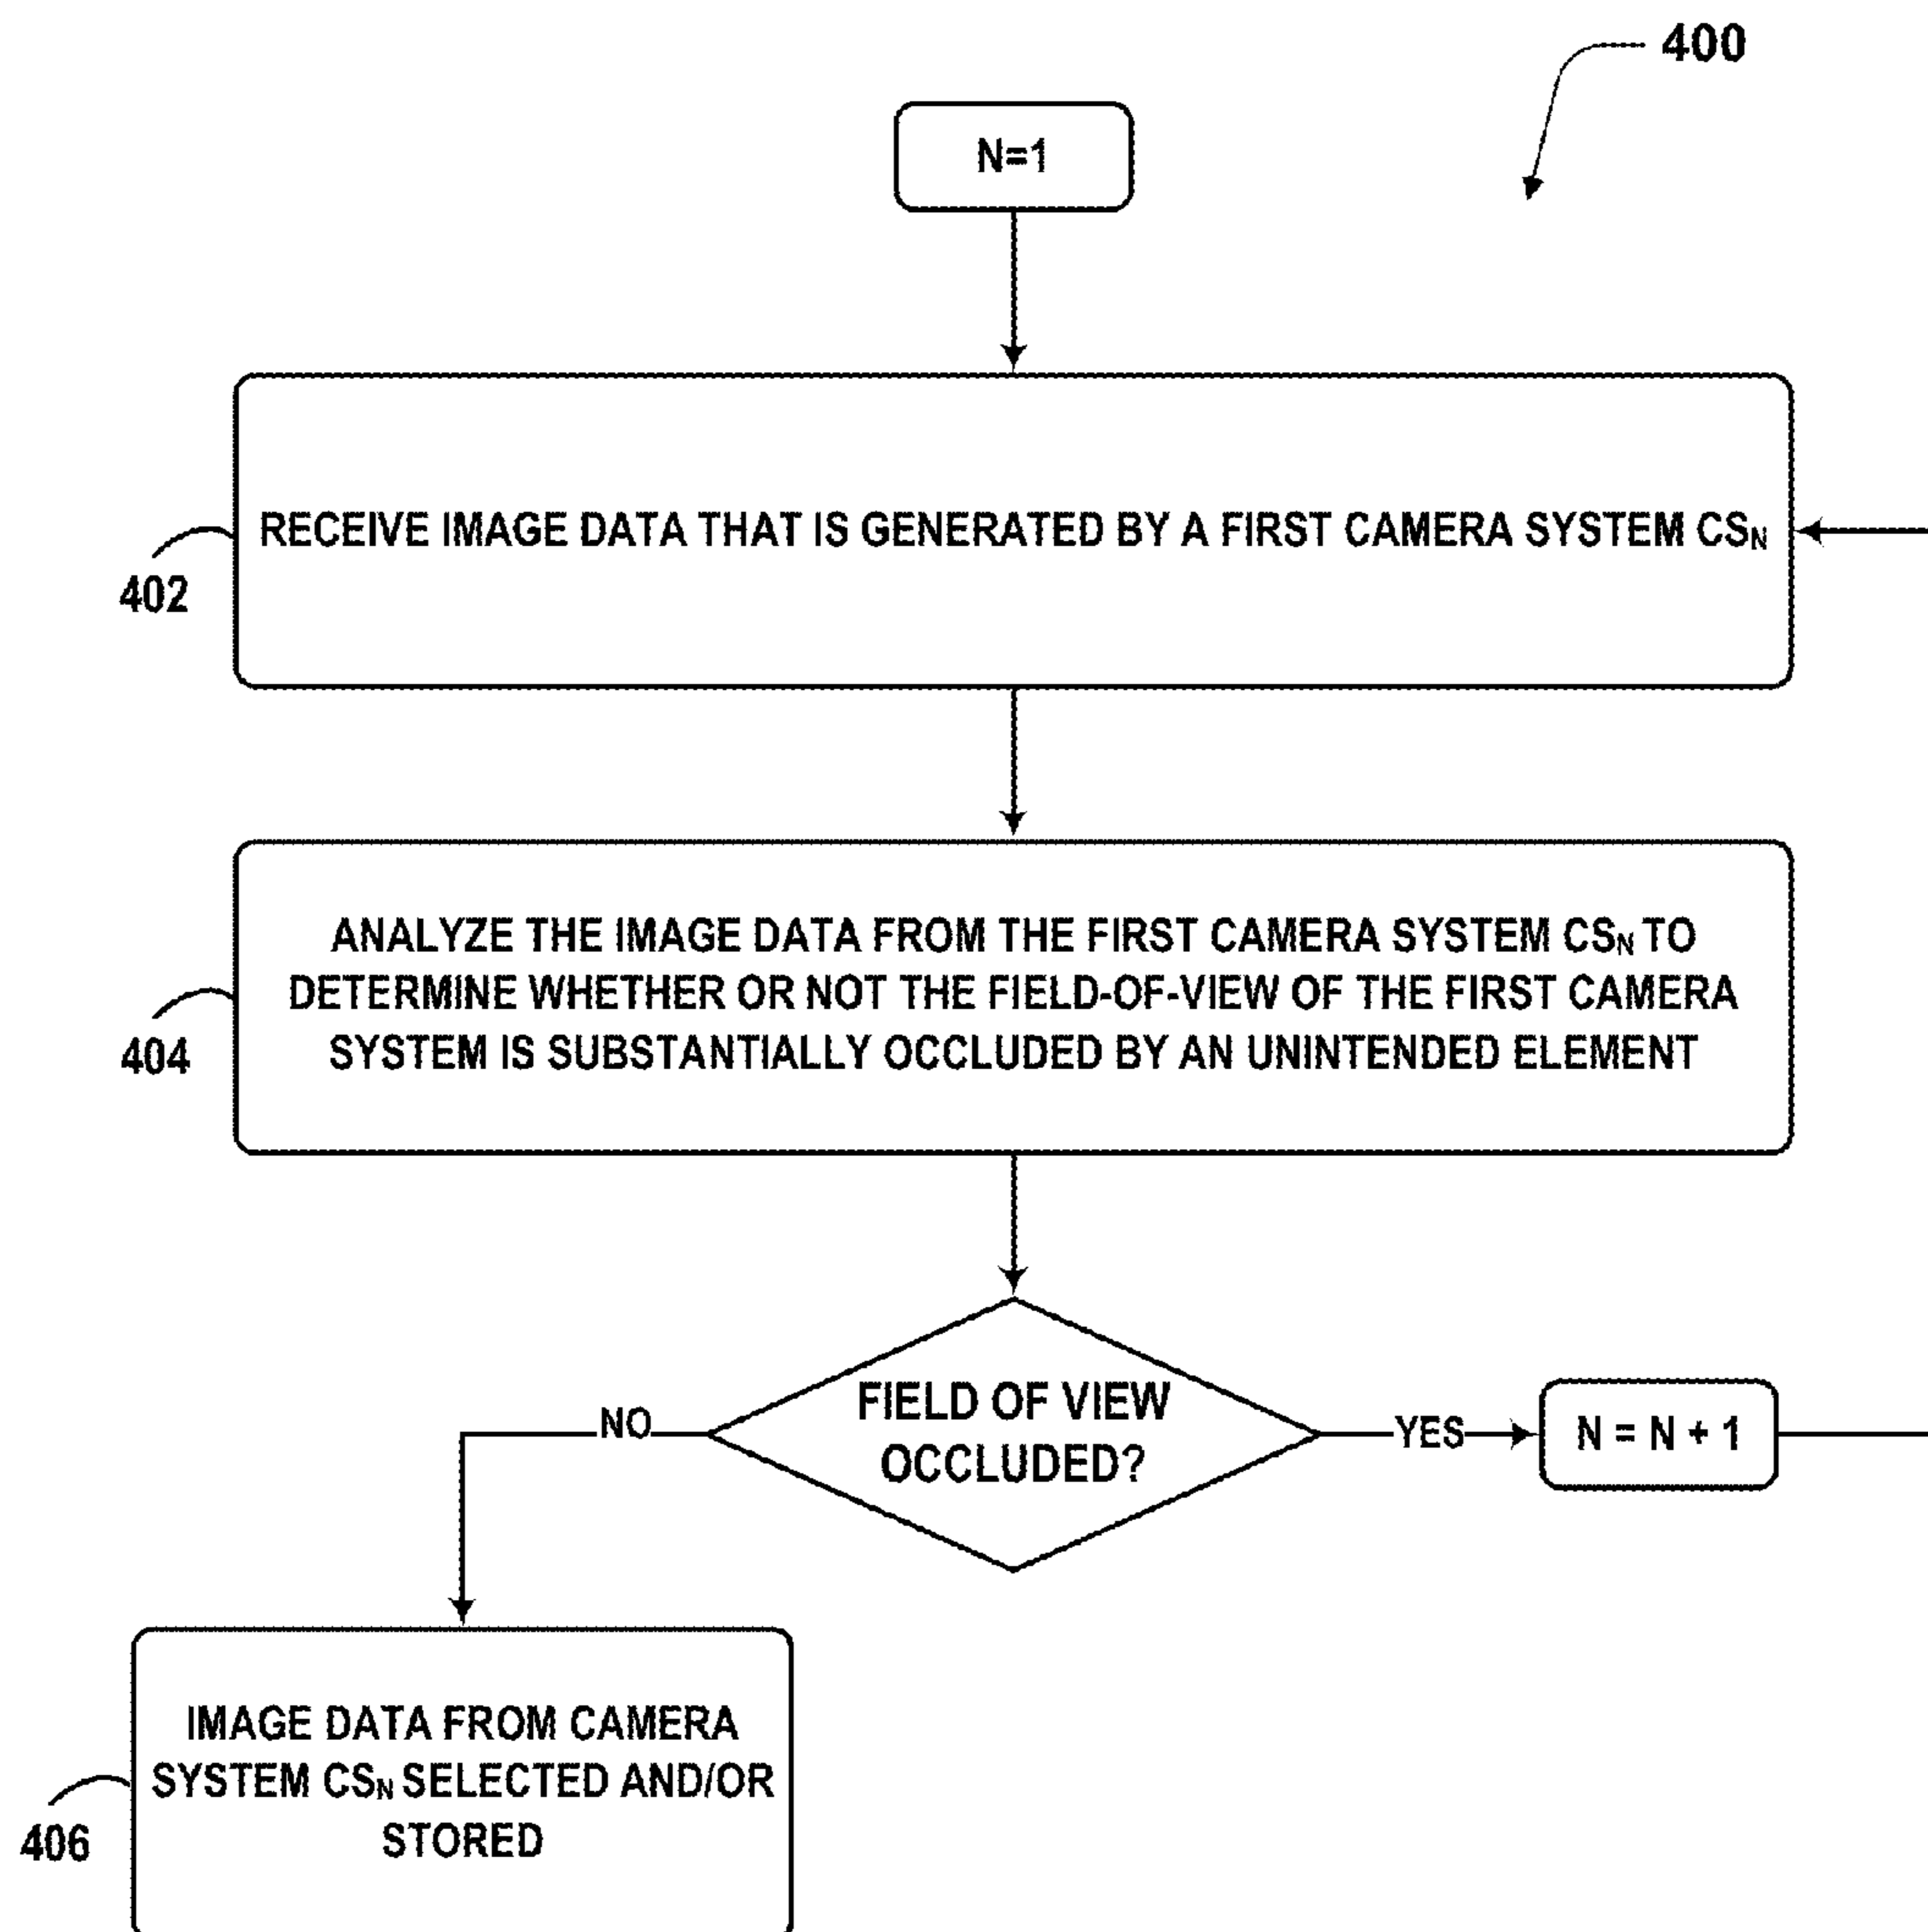 400
N=1
RECEIVE IMAGE DATA THAT IS GENERATED BY A FIRST CAMERA SYSTEM CSN
402
ANALYZE THE IMAGE DATA FROM THE FIRST CAMERA SYSTEM CSN TO
DETERMINE WHETHER OR NOT THE FIELD-OF-VIEW OF THE FIRST CAMERA
SYSTEM IS SUBSTANTIALLY OCCLUDED BY AN UNINTENDED ELEMENT
404
FIELD OF VIEW
OCCLUDED?
NO
YES
N = N + 1
IMAGE DATA FROM CAMERA
SYSTEM CSN SELECTED AND/OR
STORED
406